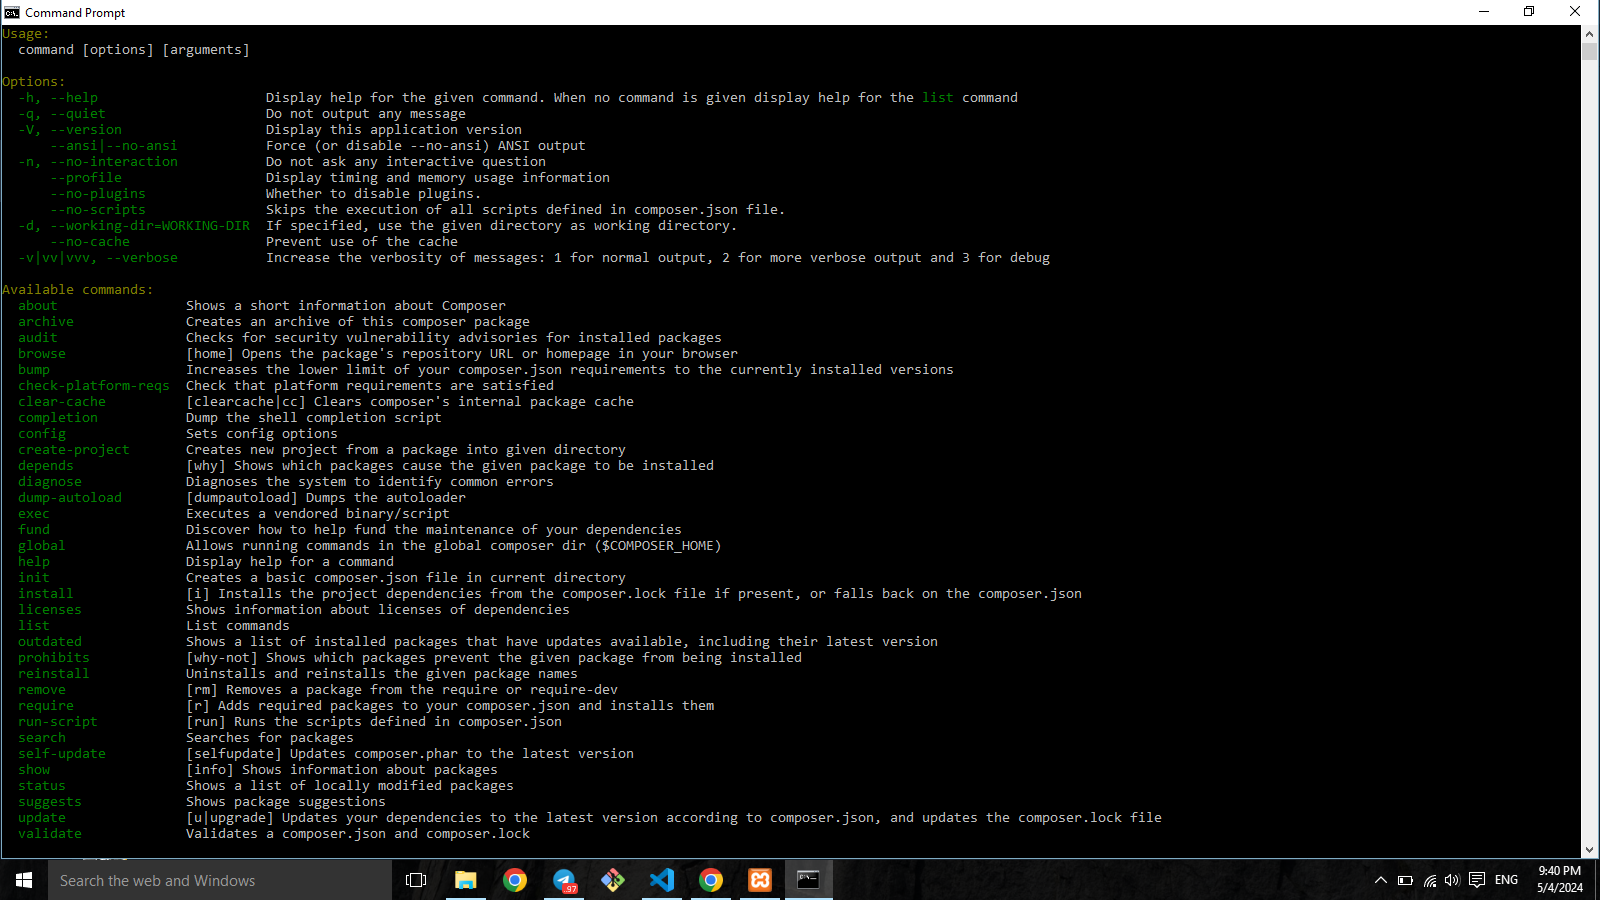 Command Prompt
Usage:
  command [options] [arguments]
Options:
  -h, --help                     Display help for the given command. When no command is given display help for the list command
  -q, --quiet                    Do not output any message
  -V, --version                  Display this application version
      --ansi|--no-ansi           Force (or disable --no-ansi) ANSI output
  -n, --no-interaction           Do not ask any interactive question
      --profile                  Display timing and memory usage information
      --no-plugins               Whether to disable plugins.
      --no-scripts               Skips the execution of all scripts defined in composer.json file.
  -d, --working-dir=WORKING-DIR  If specified, use the given directory as working directory.
      --no-cache                 Prevent use of the cache
  -v|vv|vvv, --verbose           Increase the verbosity of messages: 1 for normal output, 2 for more verbose output and 3 for debug
Available commands:
  about                Shows a short information about Composer
  archive              Creates an archive of this composer package
  audit                Checks for security vulnerability advisories for installed packages
  browse               [home] Opens the package's repository URL or homepage in your browser
  bump                 Increases the lower limit of your composer.json requirements to the currently installed versions
  check-platform-reqs  Check that platform requirements are satisfied
  clear-cache          [clearcache|cc] Clears composer's internal package cache
  completion           Dump the shell completion script
  config               Sets config options
  create-project       Creates new project from a package into given directory
  depends              [why] Shows which packages cause the given package to be installed
  diagnose             Diagnoses the system to identify common errors
  dump-autoload        [dumpautoload] Dumps the autoloader
  exec                 Executes a vendored binary/script
  fund                 Discover how to help fund the maintenance of your dependencies
  global               Allows running commands in the global composer dir ($COMPOSER_HOME)
  help                 Display help for a command
  init                 Creates a basic composer.json file in current directory
  install              [i] Installs the project dependencies from the composer.lock file if present, or falls back on the composer.json
  licenses             Shows information about licenses of dependencies
  list                 List commands
  outdated             Shows a list of installed packages that have updates available, including their latest version
  prohibits            [why-not] Shows which packages prevent the given package from being installed
  reinstall            Uninstalls and reinstalls the given package names
  remove               [rm] Removes a package from the require or require-dev
  require              [r] Adds required packages to your composer.json and installs them
  run-script           [run] Runs the scripts defined in composer.json
  search               Searches for packages
  self-update          [selfupdate] Updates composer.phar to the latest version
  show                 [info] Shows information about packages
  status               Shows a list of locally modified packages
  suggests             Shows package suggestions
  update               [u|upgrade] Updates your dependencies to the latest version according to composer.json, and updates the composer.lock file
  validate             Validates a composer.json and composer.lock
Search the web and Windows
97
ENG
9:40 PM
5/4/2024